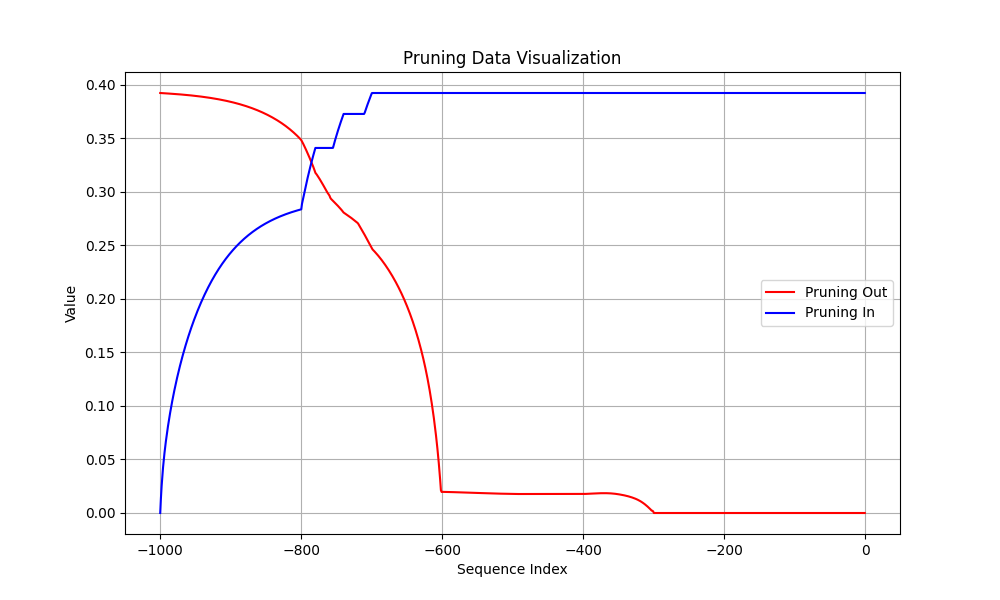 Pruning Data Visualization
0.40
0.35
0.30
0.25
0.20
0.15
0.10
0.05
0.00
Value
Pruning Out
Pruning In
−1000 −800 −600 −400 −200 0
Sequence Index